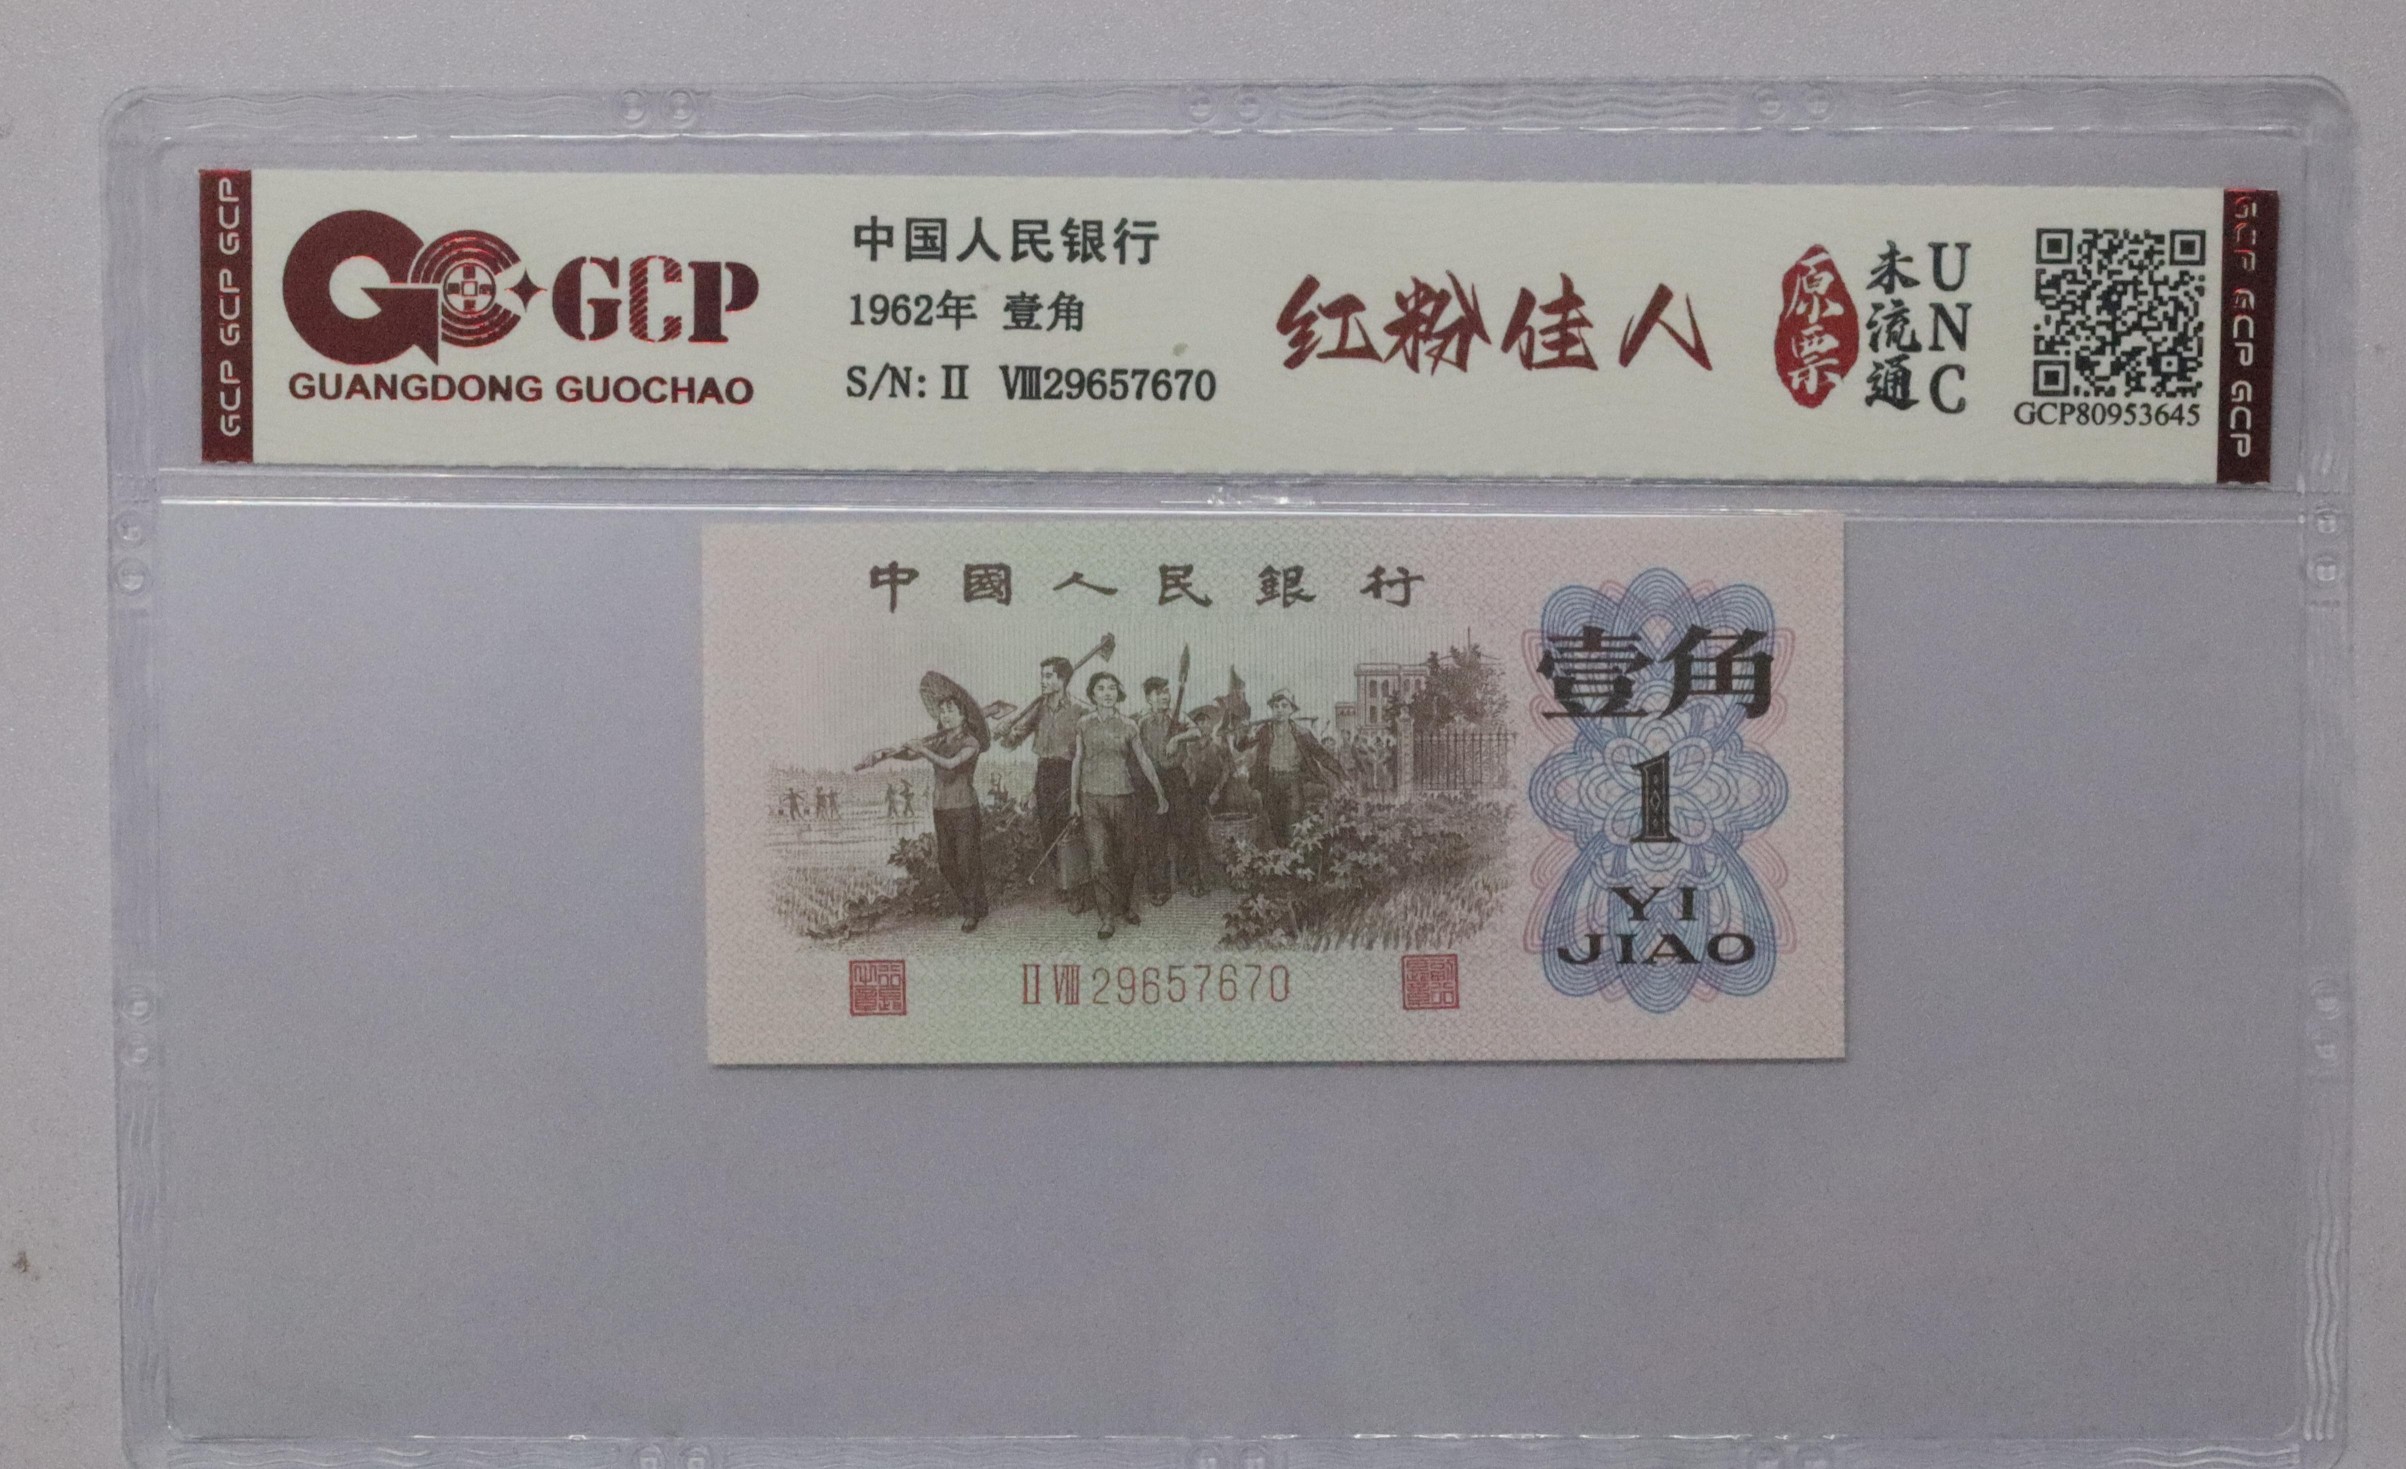 GCP GCP GCP
GCP
GUANGDONG GUOCHAO
中国人民银行
1962年 壹角
S/N: II VIII29657670
红粉佳人
原票
未流通
UNC
GCP80953645
GCP GCP GCP
中國人民銀行
壹角
1
YI
JIAO
II VIII 29657670